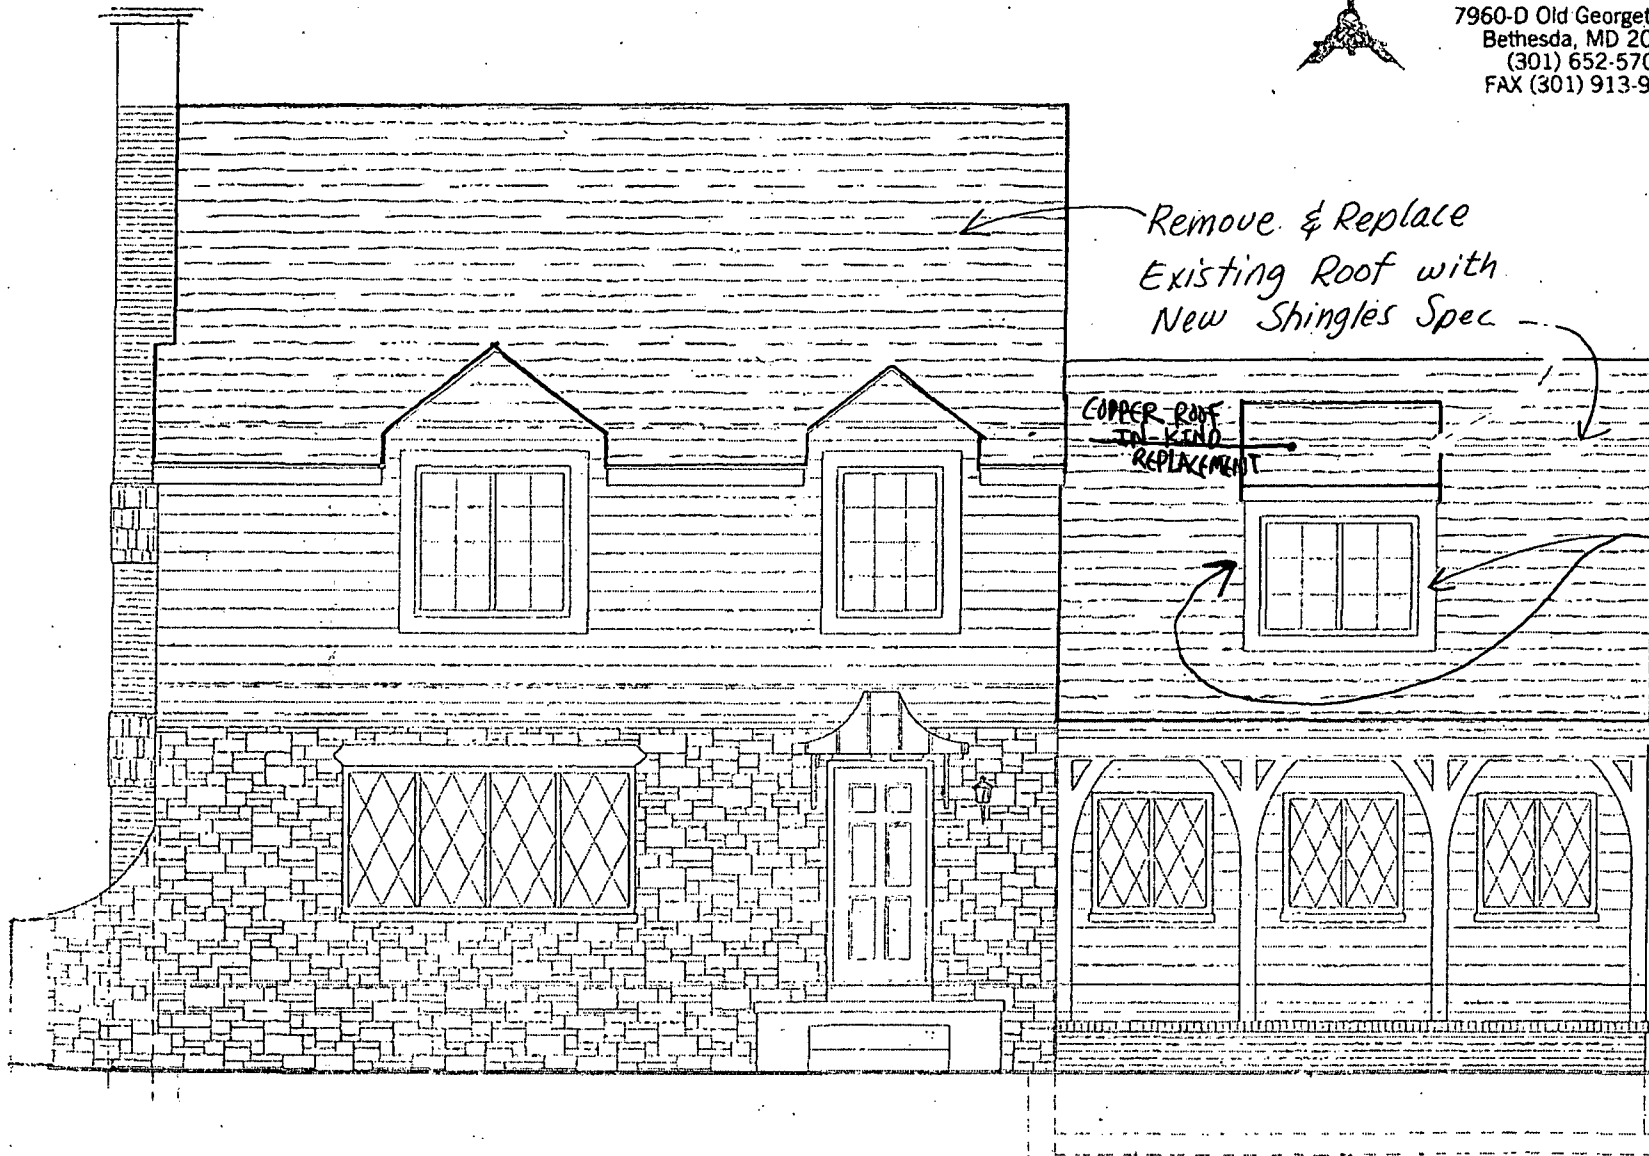 7960-D Old Georget
Bethesda, MD 20
(301) 652-570
FAX (301) 913-9
Remove & Replace
Existing Roof with
New Shingles Spec
COPPER ROOF
IN-KIND
REPLACEMENT